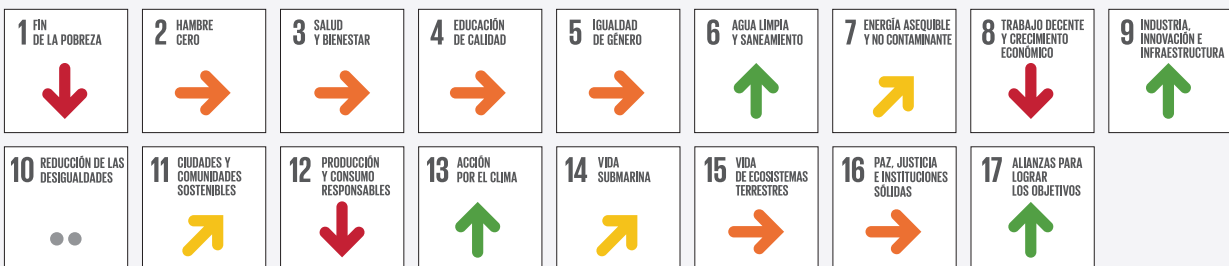 1 FIN
DE LA POBREZA
2 HAMBRE
CERO
3 SALUD
Y BIENESTAR
4 EDUCACIÓN
DE CALIDAD
5 IGUALDAD
DE GÉNERO
6 AGUA LIMPIA
Y SANEAMIENTO
7 ENERGÍA ASEQUIBLE
Y NO CONTAMINANTE
8 TRABAJO DECENTE
Y CRECIMIENTO
ECONÓMICO
9 INDUSTRIA,
INNOVACIÓN E
INFRAESTRUCTURA
10 REDUCCIÓN DE LAS
DESIGUALDADES
11 CIUDADES Y
COMUNIDADES
SOSTENIBLES
12 PRODUCCIÓN
Y CONSUMO
RESPONSABLES
13 ACCIÓN
POR EL CLIMA
14 VIDA
SUBMARINA
15 VIDA
DE ECOSISTEMAS
TERRESTRES
16 PAZ, JUSTICIA
E INSTITUCIONES
SÓLIDAS
17 ALIANZAS PARA
LOGRAR
LOS OBJETIVOS